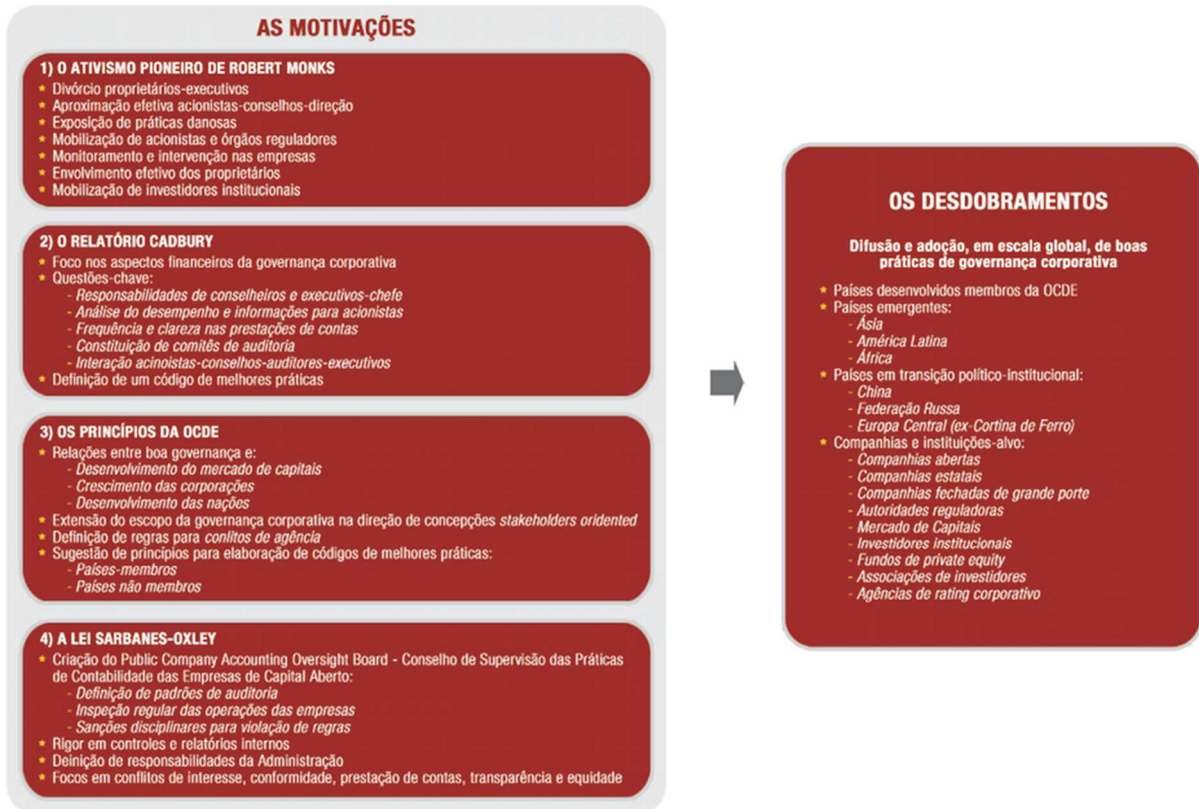 AS MOTIVAÇÕES
1) O ATIVISMO PIONEIRO DE ROBERT MONKS
* Divórcio proprietários-executivos
* Aproximação efetiva acionistas-conselhos-direção
* Exposição de práticas danosas
* Mobilização de acionistas e órgãos reguladores
* Monitoramento e intervenção nas empresas
* Envolvimento efetivo dos proprietários
* Mobilização de investidores institucionais
2) O RELATÓRIO CADBURY
* Foco nos aspectos financeiros da governança corporativa
* Questões-chave:
- Responsabilidades de conselheiros e executivos-chefe
- Análise do desempenho e informações para acionistas
- Frequência e clareza nas prestações de contas
- Constituição de comitês de auditoria
- Interação acinoistas-conselhos-auditores-executivos
* Definição de um código de melhores práticas
3) OS PRINCÍPIOS DA OCDE
* Relações entre boa governança e:
- Desenvolvimento do mercado de capitais
- Crescimento das corporações
- Desenvolvimento das nações
* Extensão do escopo da governança corporativa na direção de concepções stakeholders oridented
* Definição de regras para conlitos de agência
* Sugestão de princípios para elaboração de códigos de melhores práticas:
- Países-membros
- Países não membros
4) A LEI SARBANES-OXLEY
* Criação do Public Company Accounting Oversight Board - Conselho de Supervisão das Práticas
de Contabilidade das Empresas de Capital Aberto:
- Definição de padrões de auditoria
- Inspeção regular das operações das empresas
- Sanções disciplinares para violação de regras
* Rigor em controles e relatórios internos
* Deinição de responsabilidades da Administração
* Focos em conflitos de interesse, conformidade, prestação de contas, transparência e equidade
OS DESDOBRAMENTOS
Difusão e adoção, em escala global, de boas
práticas de governança corporativa
* Países desenvolvidos membros da OCDE
* Países emergentes:
- Ásia
- América Latina
- África
* Países em transição político-institucional:
- China
- Federação Russa
- Europa Central (ex-Cortina de Ferro)
* Companhias e instituições-alvo:
- Companhias abertas
- Companhias estatais
- Companhias fechadas de grande porte
- Autoridades reguladoras
- Mercado de Capitais
- Investidores institucionais
- Fundos de private equity
- Associações de investidores
- Agências de rating corporativo